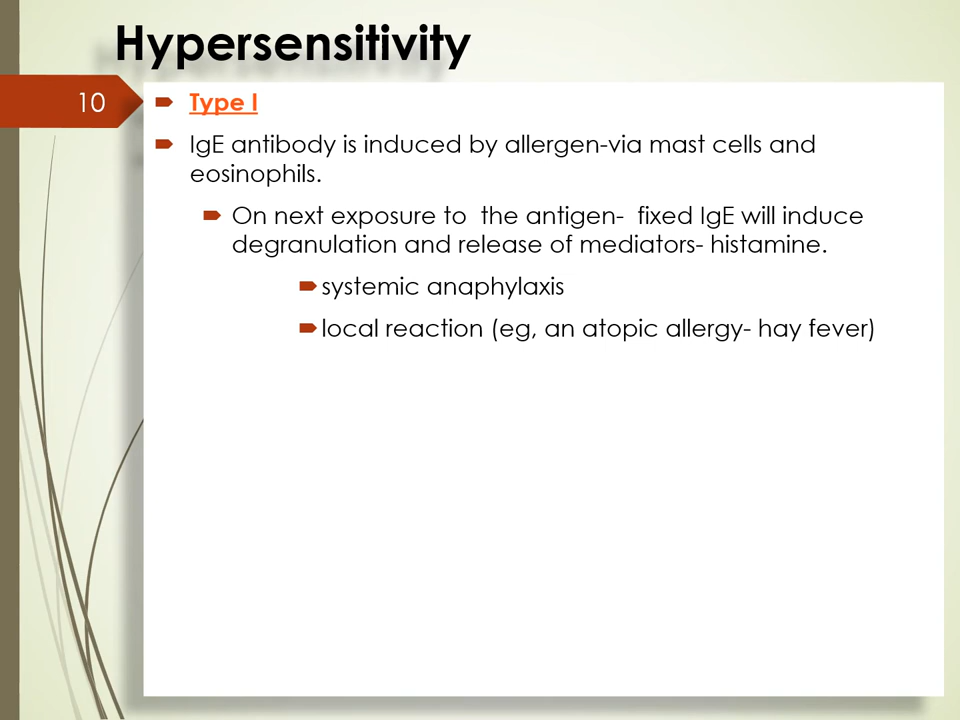 Hypersensitivity
10
Type I
IgE antibody is induced by allergen-via mast cells and
eosinophils.
On next exposure to  the antigen-  fixed IgE will induce
degranulation and release of mediators- histamine.
systemic anaphylaxis
local reaction (eg, an atopic allergy- hay fever)